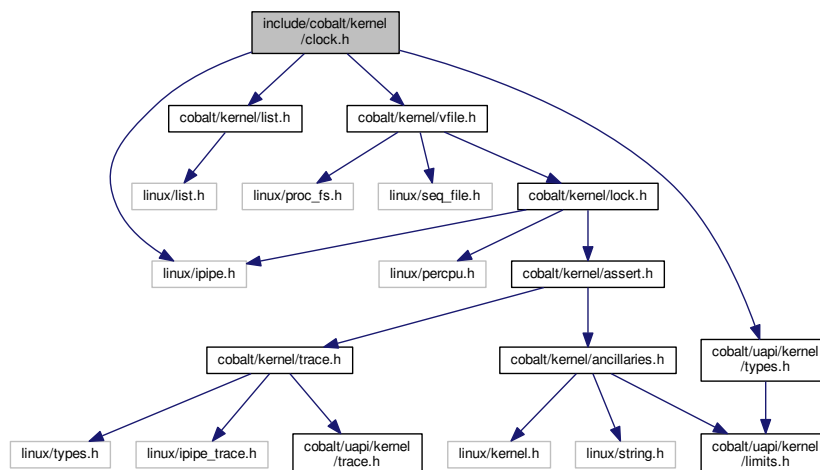 include/cobalt/kernel
/clock.h
cobalt/kernel/list.h
cobalt/kernel/vfile.h
linux/list.h
linux/proc_fs.h
linux/seq_file.h
cobalt/kernel/lock.h
linux/ipipe.h
linux/percpu.h
cobalt/kernel/assert.h
cobalt/kernel/trace.h
cobalt/kernel/ancillaries.h
cobalt/uapi/kernel
/types.h
linux/types.h
linux/ipipe_trace.h
cobalt/uapi/kernel
/trace.h
linux/kernel.h
linux/string.h
cobalt/uapi/kernel
/limits.h